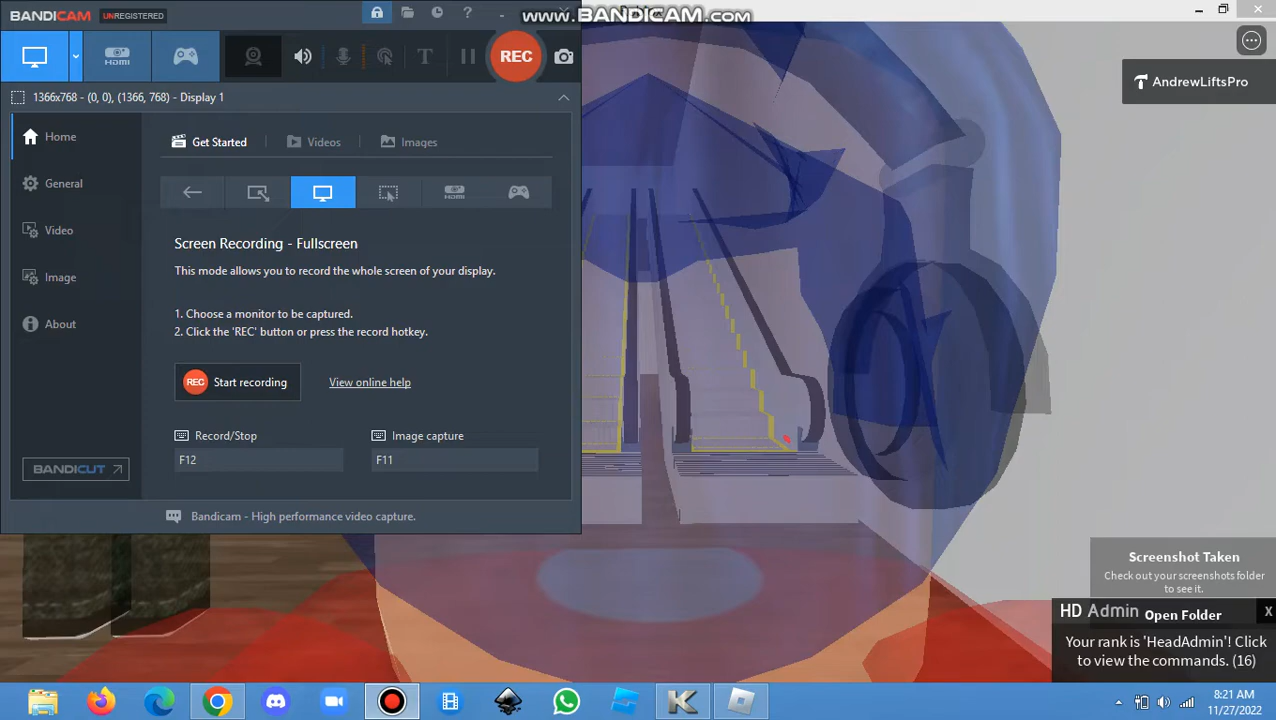 BANDICAM UNREGISTERED
www.BANDICAM.com
HDMI
T
REC
1366x768 - (0, 0), (1366, 768) - Display 1
AndrewLiftsPro
Home
General
Video
Image
About
BANDICUT
Get Started
Videos
Images
HDMI
Screen Recording - Fullscreen
This mode allows you to record the whole screen of your display.
1. Choose a monitor to be captured.
2. Click the 'REC' button or press the record hotkey.
REC Start recording
View online help
Record/Stop
Image capture
F12
F11
Bandicam - High performance video capture.
Screenshot Taken
Check out your screenshots folder
to see it.
Open Folder
HD Admin
X
Your rank is 'HeadAdmin'! Click
to view the commands. (16)
8:21 AM
11/27/2022